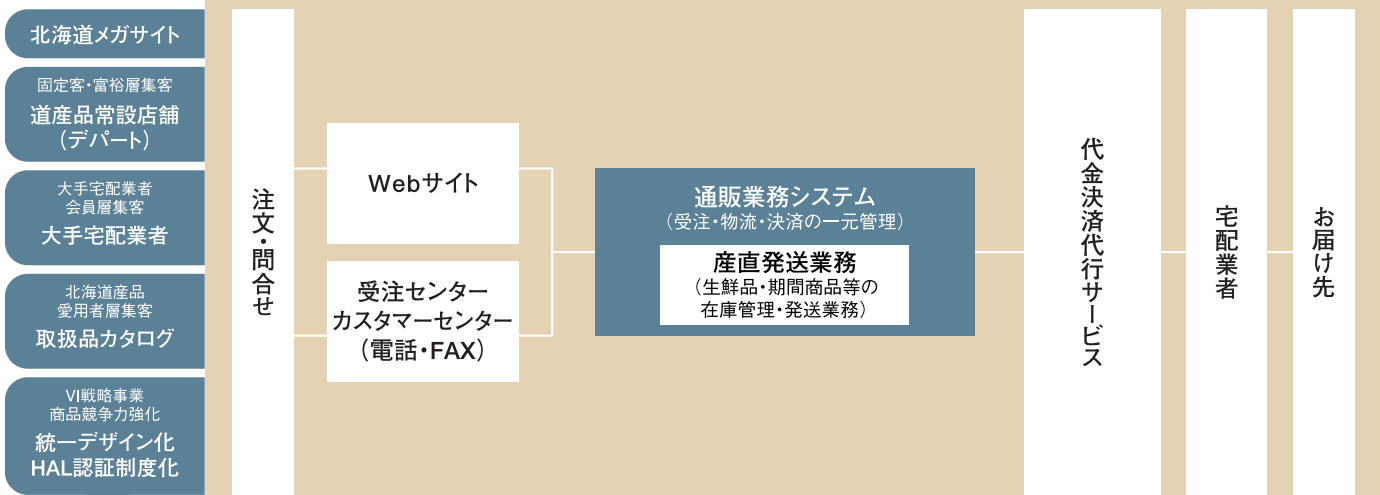 北海道メガサイト
固定客・富裕層集客
道産品常設店舗
（デパート）
大手宅配業者
会員層集客
大手宅配業者
北海道産品
愛用者層集客
取扱品カタログ
VI戦略事業
商品競争力強化
統一デザイン化
HAL認証制度化
注文・問合せ
Webサイト
受注センター
カスタマーセンター
（電話・FAX）
通販業務システム
（受注・物流・決済の一元管理）
産直発送業務
（生鮮品・期間商品等の
在庫管理・発送業務）
代金決済代行サービス
宅配業者
お届け先